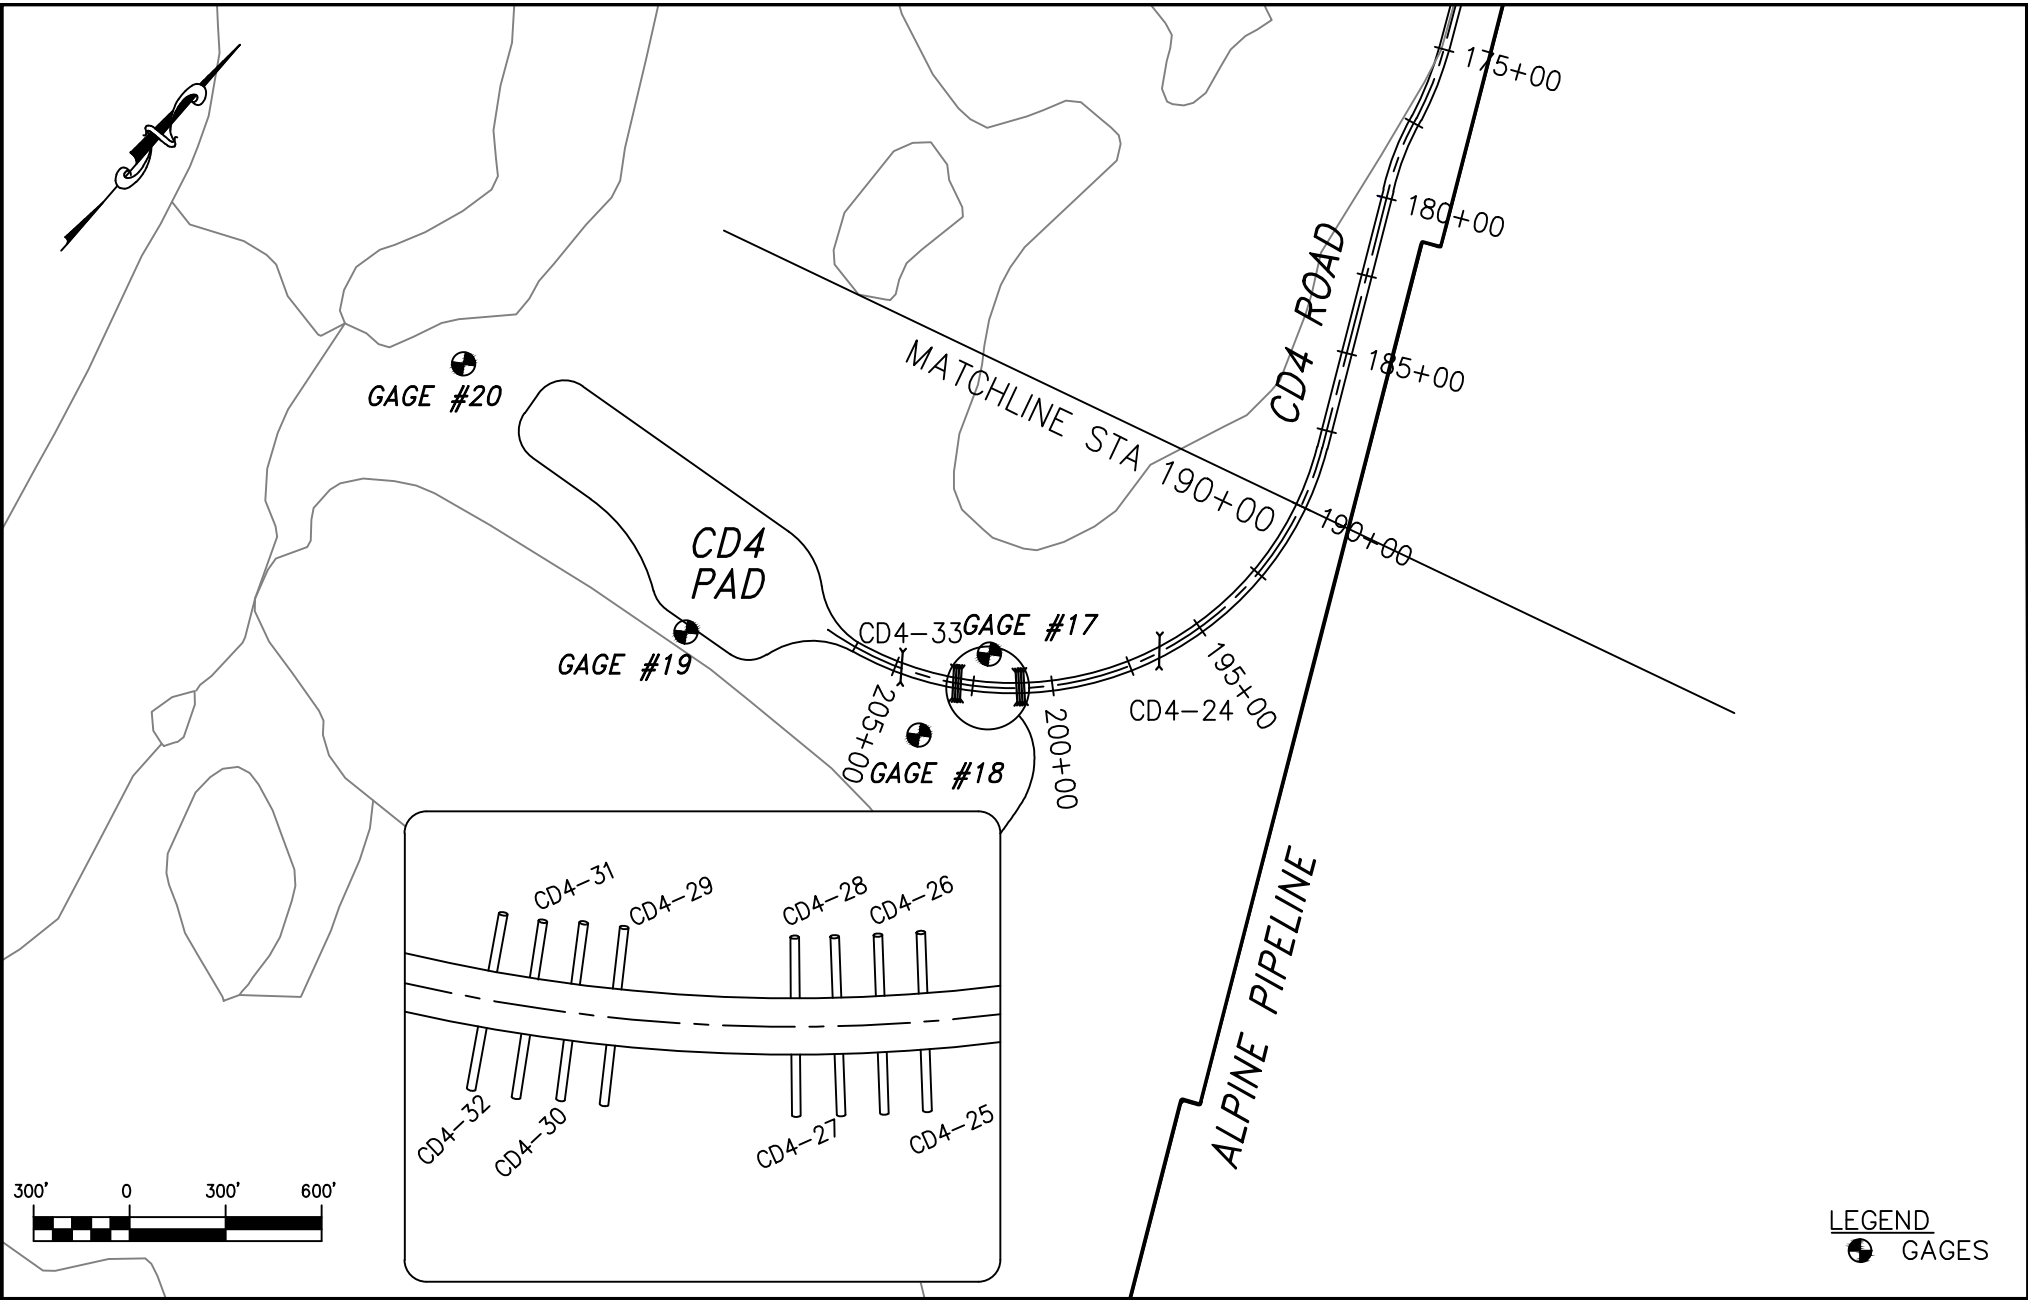 175+00
180+00
CD4 ROAD
MATCHLINE STA 190+00
185+00
GAGE #20
190+00
CD4
PAD
CD4-33
GAGE #17
GAGE #19
195+00
CD4-24
205+00
200+00
GAGE #18
CD4-31
CD4-29
CD4-28
CD4-26
CD4-32
CD4-30
CD4-27
CD4-25
ALPINE PIPELINE
300' 0 300' 600'
LEGEND
GAGES